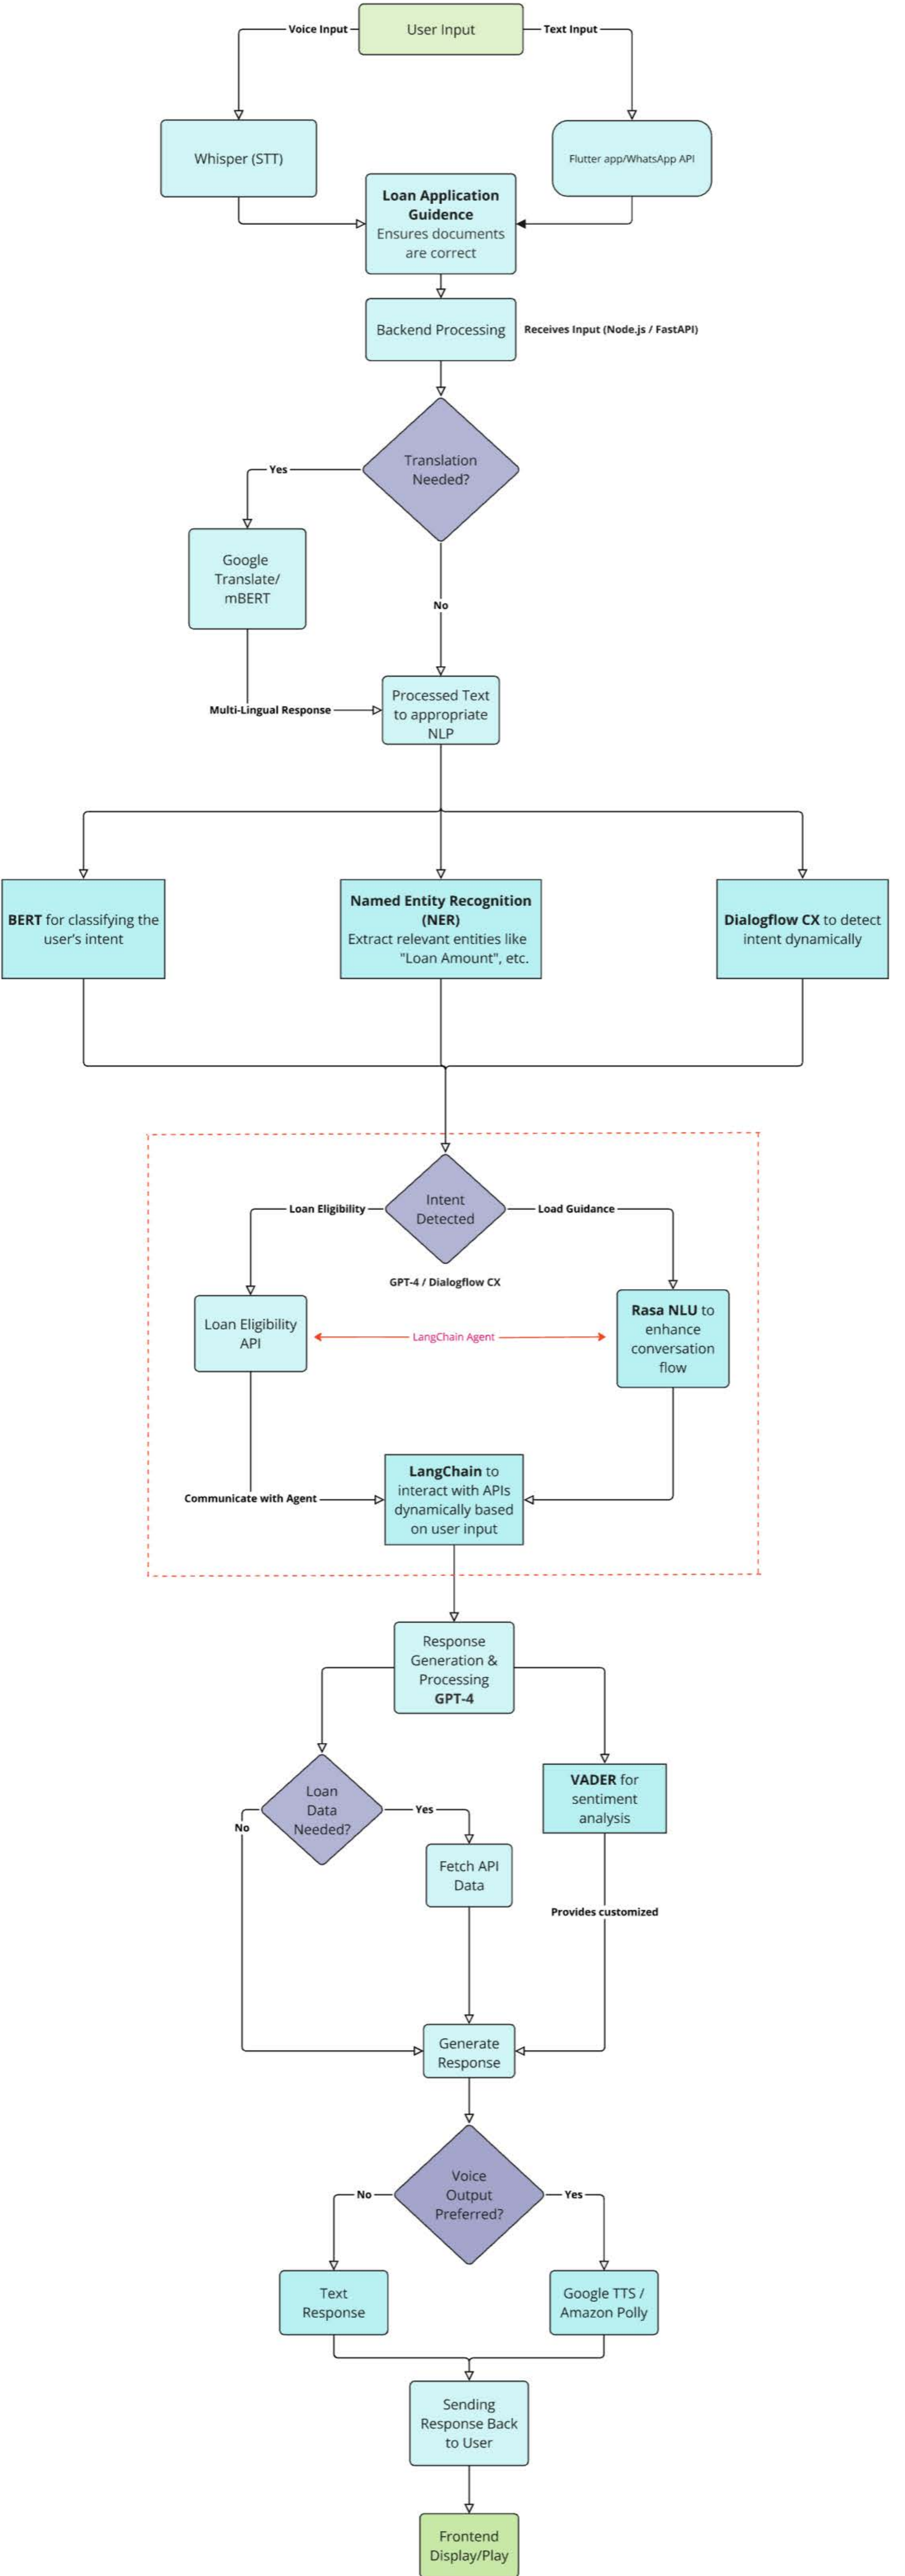 User Input
Voice Input
Text Input
Whisper (STT)
Flutter app/WhatsApp API
Loan Application
Guidence
Ensures documents
are correct
Backend Processing
Receives Input (Node.js / FastAPI)
Translation
Needed?
Yes
Google
Translate/
mBERT
No
Multi-Lingual Response
Processed Text
to appropriate
NLP
BERT for classifying the
user's intent
Named Entity Recognition
(NER)
Extract relevant entities like
"Loan Amount", etc.
Dialogflow CX to detect
intent dynamically
Intent
Detected
Loan Eligibility
Load Guidance
GPT-4 / Dialogflow CX
Loan Eligibility
API
LangChain Agent
Rasa NLU to
enhance
conversation
flow
Communicate with Agent
LangChain to
interact with APIs
dynamically based
on user input
Response
Generation &
Processing
GPT-4
Loan
Data
Needed?
No
Yes
VADER for
sentiment
analysis
Fetch API
Data
Provides customized
Generate
Response
Voice
Output
Preferred?
No
Yes
Text
Response
Google TTS /
Amazon Polly
Sending
Response Back
to User
Frontend
Display/Play